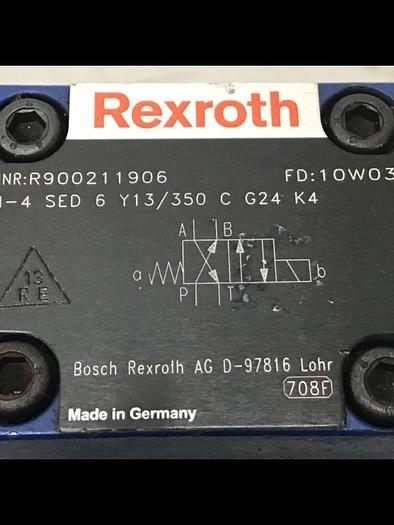 Rexroth
NR:R900211906 FD:10W03
-4 SED 6 Y13/350 C G24 K4
A B
a b
P T
13
R E
Bosch Rexroth AG D-97816 Lohr
708F
Made in Germany